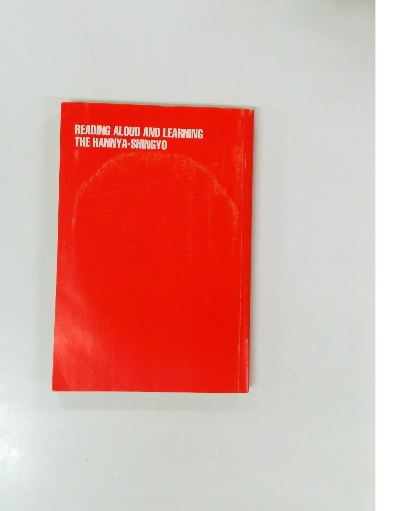 READING ALOUD AND LEARNING
THE HANNYA-SHINGYO